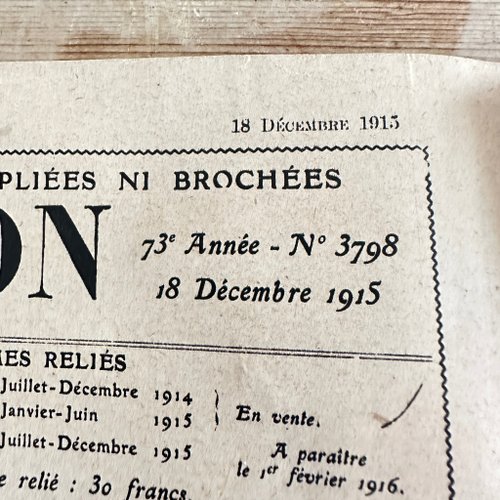 18 Décembre 1915
PLIÉES NI BROCHÉES
ON
73e Année - No 3798
18 Décembre 1915
MES RELIÉS
Juillet-Décembre 1914
Janvier-Juin 1915
Juillet-Décembre 1915
En vente.
A paraître
le 1er février 1916.
e relié : 30 francs.